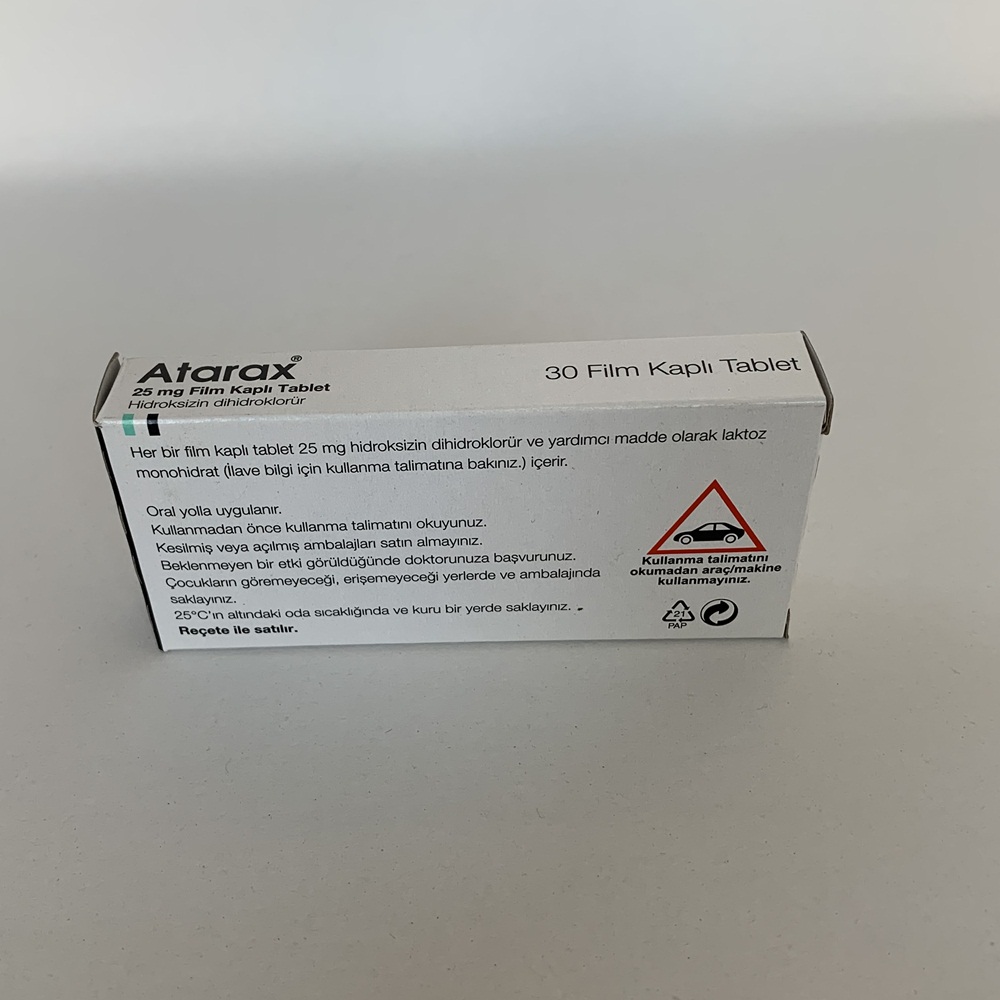 Atarax®
25 mg Film Kaplı Tablet
Hidroksizin dihidroklorür
30 Film Kaplı Tablet
Her bir film kaplı tablet 25 mg hidroksizin dihidroklorür ve yardımcı madde olarak laktoz
monohidrat (İlave bilgi için kullanma talimatına bakınız.) içerir.
Oral yolla uygulanır.
Kullanmadan önce kullanma talimatını okuyunuz.
Kesilmiş veya açılmış ambalajları satın almayınız.
Beklenmeyen bir etki görüldüğünde doktorunuza başvurunuz.
Çocukların göremeyeceği, erişemeyeceği yerlerde ve ambalajında
saklayınız.
25°C'ın altındaki oda sıcaklığında ve kuru bir yerde saklayınız.
Reçete ile satılır.
Kullanma talimatını
okumadan araç/makine
kullanmayınız.
21
PAP